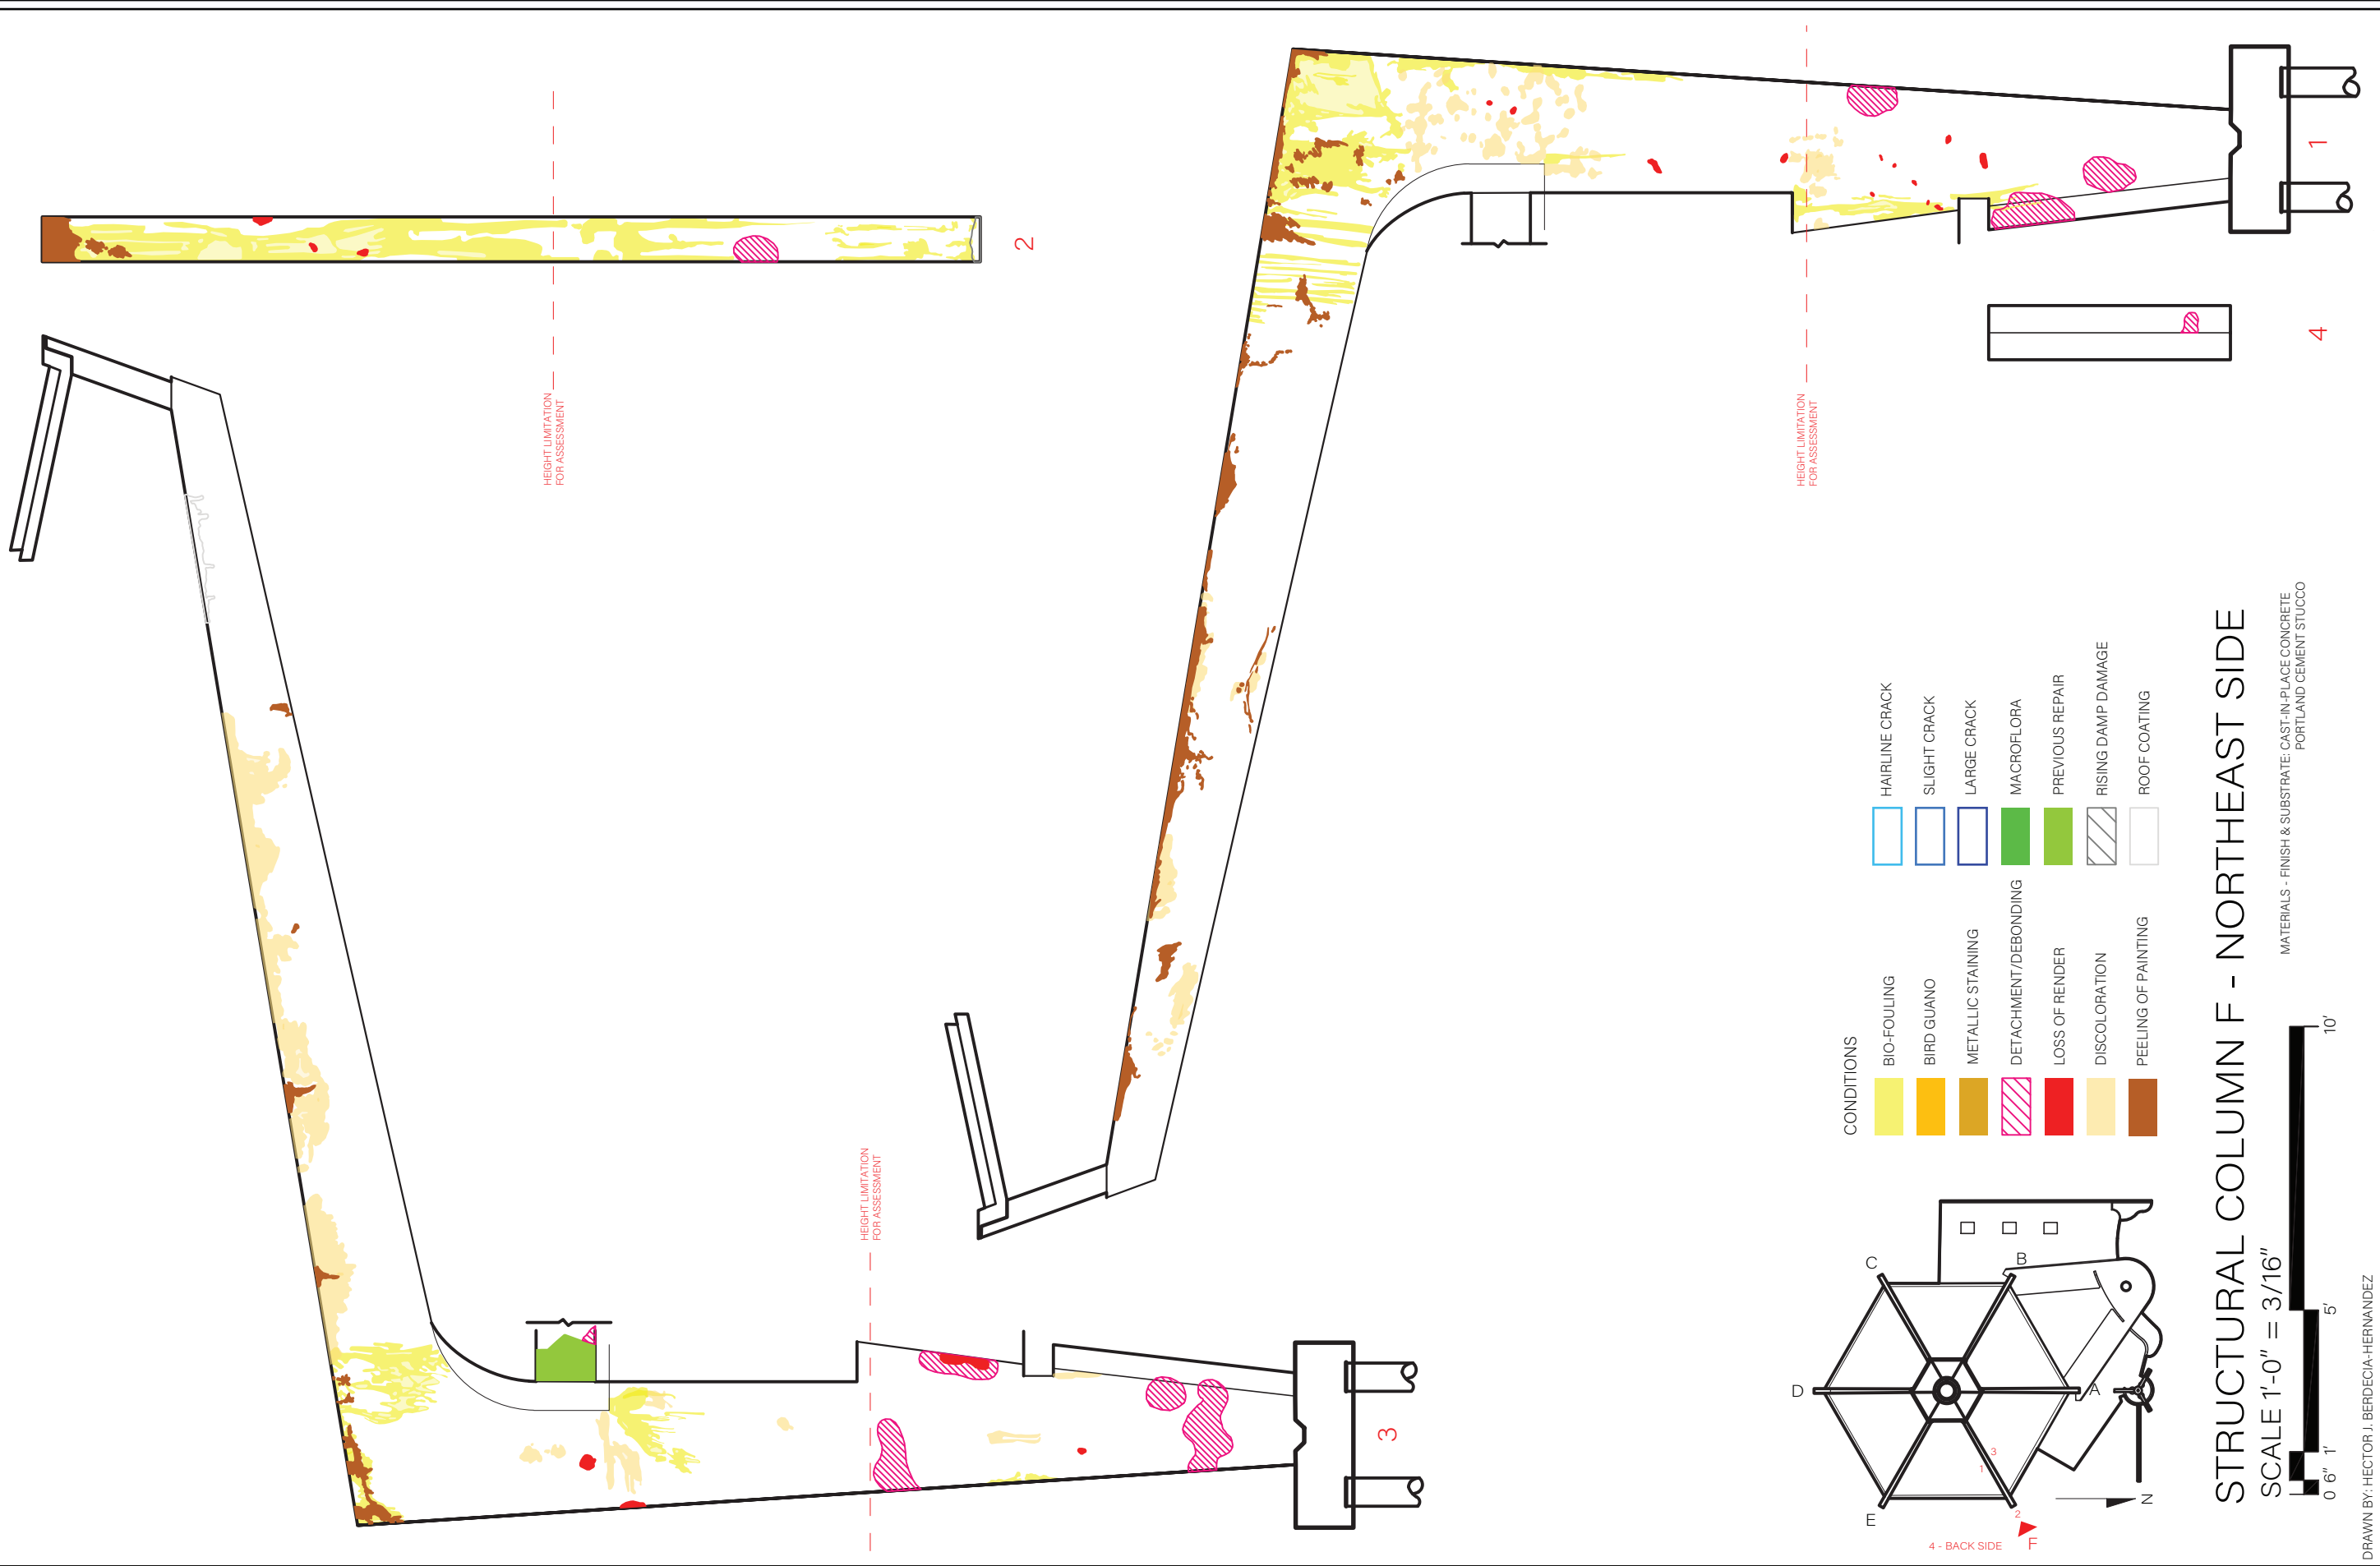 2
HEIGHT LIMITATION
FOR ASSESSMENT
1
HEIGHT LIMITATION
FOR ASSESSMENT
4
HEIGHT LIMITATION
FOR ASSESSMENT
3
CONDITIONS
BIO-FOULING
BIRD GUANO
METALLIC STAINING
DETACHMENT/DEBONDING
LOSS OF RENDER
DISCOLORATION
PEELING OF PAINTING
HAIRLINE CRACK
SLIGHT CRACK
LARGE CRACK
MACROFLORA
PREVIOUS REPAIR
RISING DAMP DAMAGE
ROOF COATING
C
B
D
A
3
1
E
2
F
4 - BACK SIDE
N
STRUCTURAL COLUMN F - NORTHEAST SIDE
SCALE 1'-0" = 3/16"
MATERIALS - FINISH & SUBSTRATE: CAST-IN-PLACE CONCRETE
PORTLAND CEMENT STUCCO
0 6" 1' 5' 10'
DRAWN BY: HECTOR J. BERDECIA-HERNANDEZ